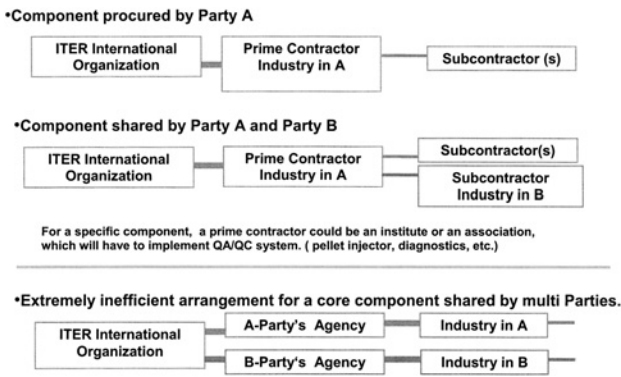 •Component procured by Party A
ITER International
Organization
Prime Contractor
Industry in A
Subcontractor (s)
•Component shared by Party A and Party B
ITER International
Organization
Prime Contractor
Industry in A
Subcontractor(s)
Subcontractor
Industry in B
For a specific component, a prime contractor could be an institute or an association,
which will have to implement QA/QC system. ( pellet injector, diagnostics, etc.)
•Extremely inefficient arrangement for a core component shared by multi Parties.
ITER International
Organization
A-Party's Agency
Industry in A
B-Party's Agency
Industry in B